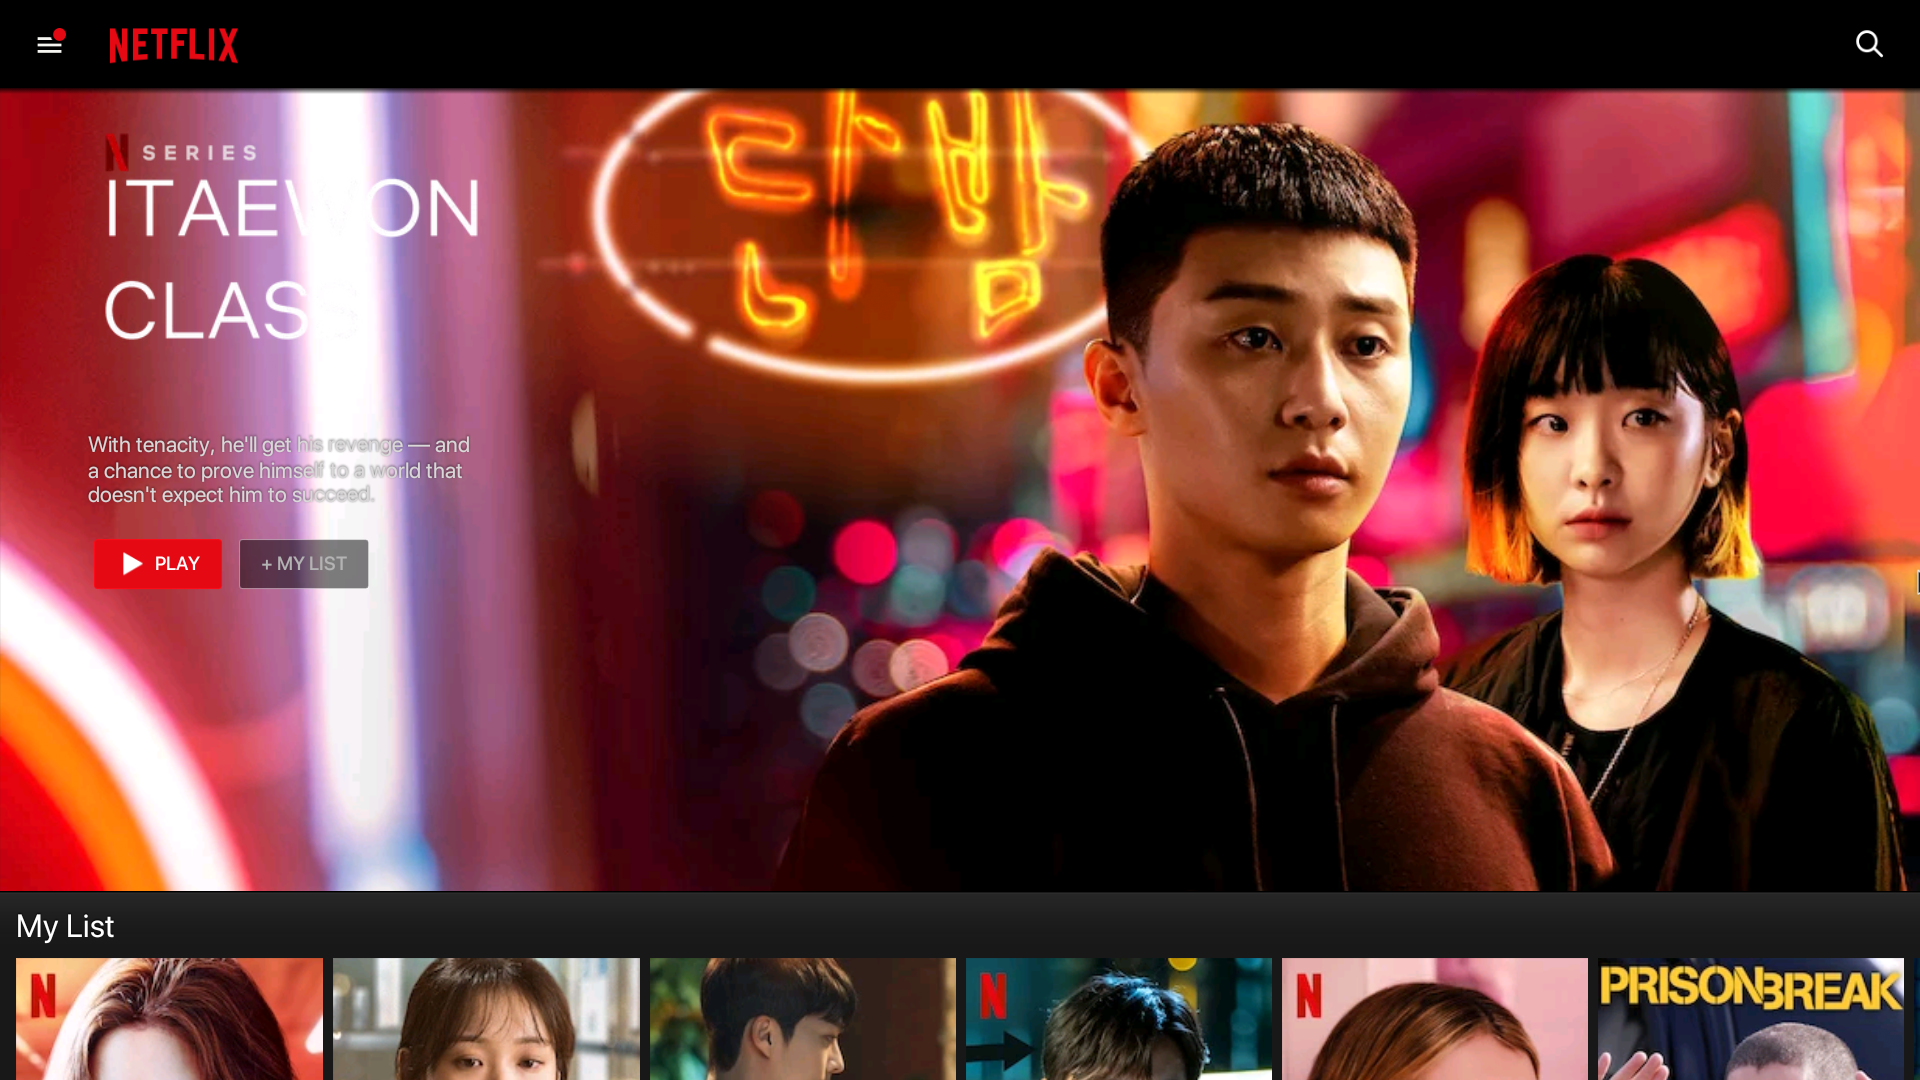 NETFLIX
N SERIES
ITAEWON
CLASS
단밤
With tenacity, he'll get his revenge — and
a chance to prove himself to a world that
doesn't expect him to succeed.
PLAY
+ MY LIST
My List
N
N
N
PRISON BREAK